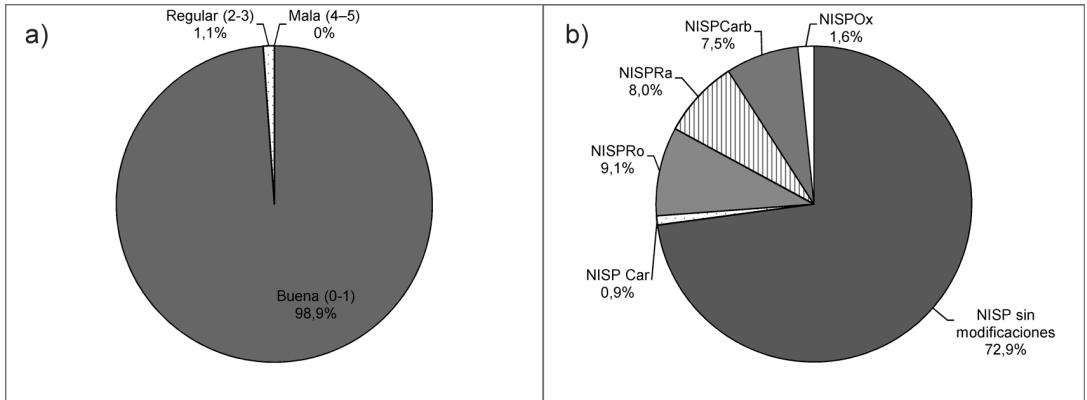 a)
Regular (2-3)
1,1%
Mala (4–5)
0%
Buena (0-1)
98,9%
b)
NISPOx
1,6%
NISPCarb
7,5%
NISPRa
8,0%
NISPRo
9,1%
NISP Car
0,9%
NISP sin
modificaciones
72,9%